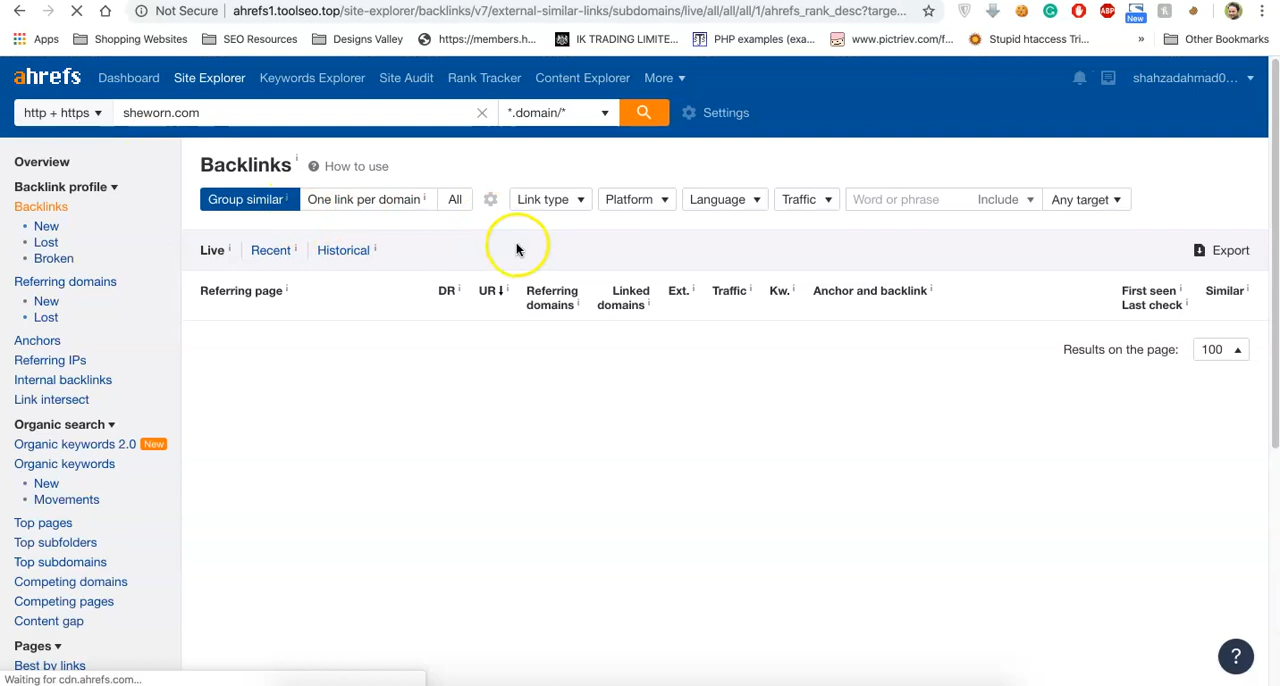 Not Secure
ahrefs1.toolseo.top/site-explorer/backlinks/v7/external-similar-links/subdomains/live/all/all/all/1/ahrefs_rank_desc?targe...
New
Apps
Shopping Websites
SEO Resources
Designs Valley
https://members.h...
IK TRADING LIMITE...
PHP examples (exa...
www.pictriev.com/f...
Stupid htaccess Tri...
»
Other Bookmarks
ahrefs
Dashboard
Site Explorer
Keywords Explorer
Site Audit
Rank Tracker
Content Explorer
More
shahzadahmad0...
http + https
sheworn.com
*.domain/*
Settings
Overview
Backlink profile
Backlinks
New
Lost
Broken
Referring domains
New
Lost
Anchors
Referring IPs
Internal backlinks
Link intersect
Organic search
Organic keywords 2.0 New
Organic keywords
New
Movements
Top pages
Top subfolders
Top subdomains
Competing domains
Competing pages
Content gap
Pages
Best by links
Backlinks i
? How to use
Group similar i
One link per domain i
All
Link type
Platform
Language
Traffic
Word or phrase
Include
Any target
Live i
Recent i
Historical i
Export
Referring page i
DR i
UR i
Referring domains i
Linked domains i
Ext. i
Traffic i
Kw. i
Anchor and backlink i
First seen i
Last check i
Similar i
Results on the page:
100
?
Waiting for cdn.ahrefs.com...